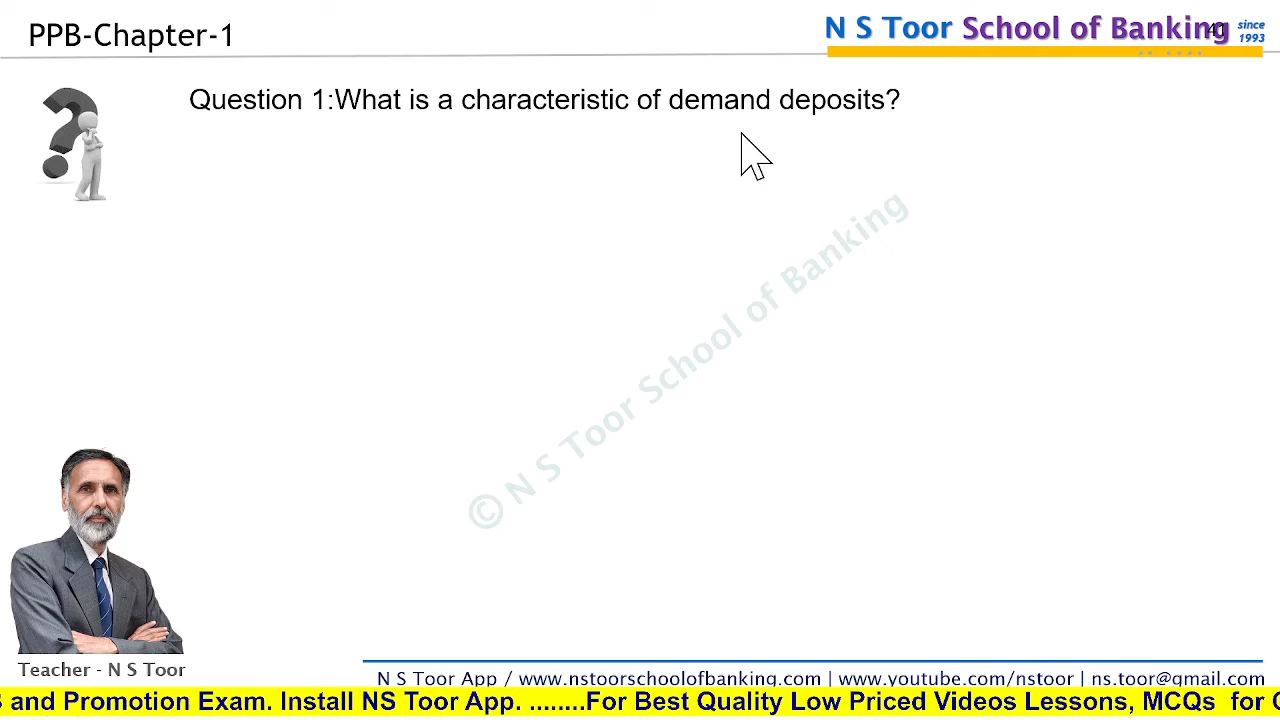 PPB-Chapter-1
N S Toor School of Banking since 1993
41
Question 1:What is a characteristic of demand deposits?
© N S Toor School of Banking
Teacher - N S Toor
N S Toor App / www.nstoorschoolofbanking.com | www.youtube.com/nstoor | ns.toor@gmail.com
and Promotion Exam. Install NS Toor App. ........For Best Quality Low Priced Videos Lessons, MCQs for